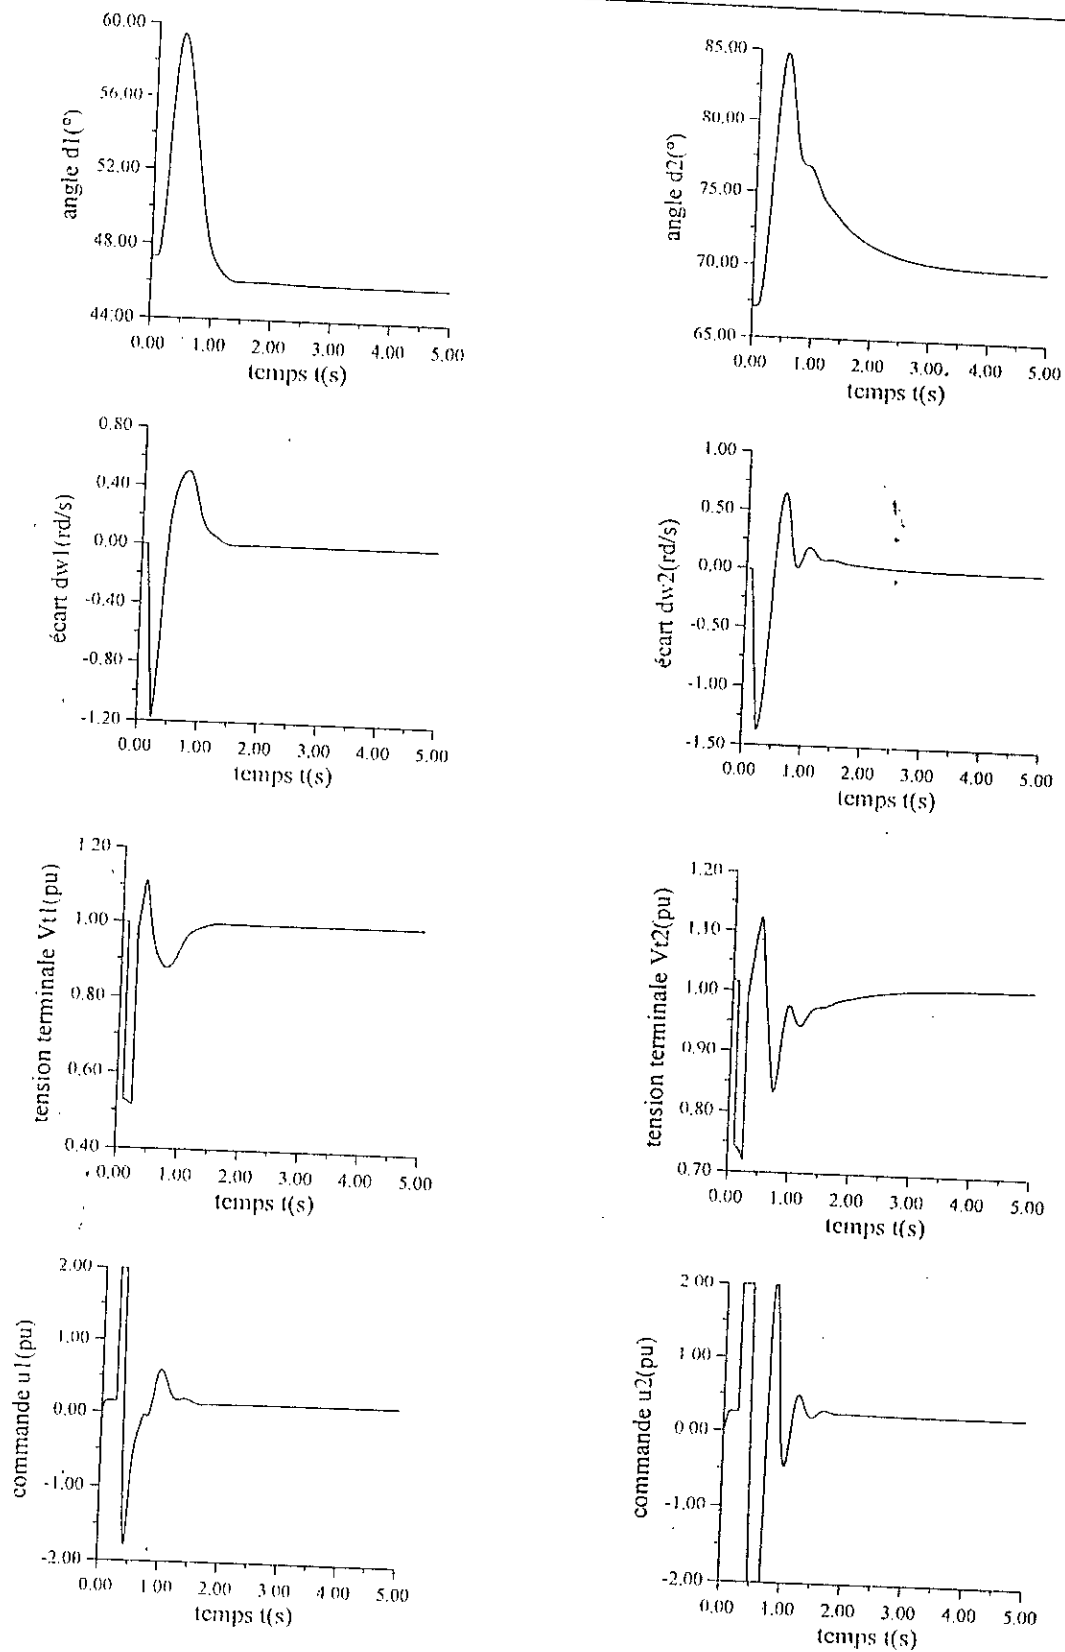 60.00
56.00
52.00
48.00
44.00
angle d1(°)
0.00 1.00 2.00 3.00 4.00 5.00
temps t(s)
85.00
80.00
75.00
70.00
65.00
angle d2(°)
0.00 1.00 2.00 3.00 4.00 5.00
temps t(s)
0.80
0.40
0.00
-0.40
-0.80
-1.20
écart dw1(rd/s)
0.00 1.00 2.00 3.00 4.00 5.00
temps t(s)
1.00
0.50
0.00
-0.50
-1.00
-1.50
écart dw2(rd/s)
0.00 1.00 2.00 3.00 4.00 5.00
temps t(s)
1.20
1.00
0.80
0.60
0.40
tension terminale Vt1(pu)
0.00 1.00 2.00 3.00 4.00 5.00
temps t(s)
1.20
1.10
1.00
0.90
0.80
0.70
tension terminale Vt2(pu)
0.00 1.00 2.00 3.00 4.00 5.00
temps t(s)
2.00
1.00
0.00
-1.00
-2.00
commande u1(pu)
0.00 1.00 2.00 3.00 4.00 5.00
temps t(s)
2.00
1.00
0.00
-1.00
-2.00
commande u2(pu)
0.00 1.00 2.00 3.00 4.00 5.00
temps t(s)